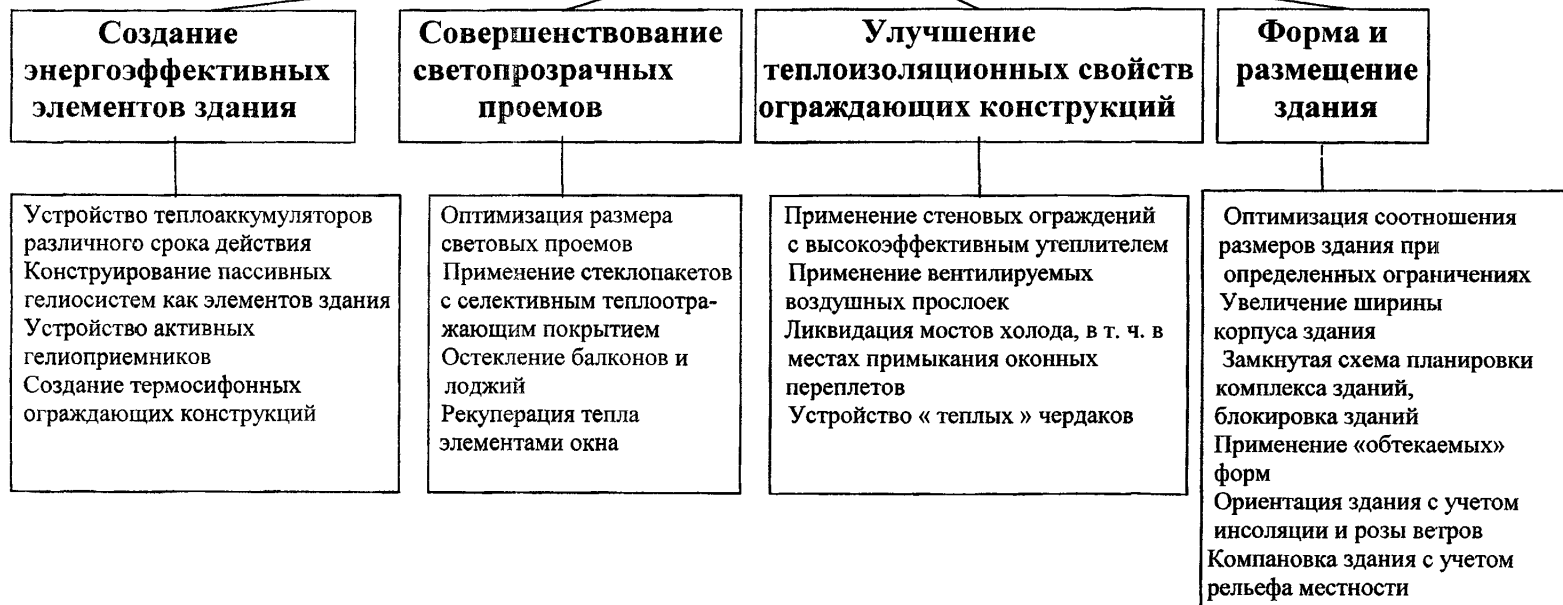 Создание
энергоэффективных
элементов здания
Устройство теплоаккумуляторов
различного срока действия
Конструирование пассивных
гелиосистем как элементов здания
Устройство активных
гелиоприемников
Создание термосифонных
ограждающих конструкций
Совершенствование
светопрозрачных
проемов
Оптимизация размера
световых проемов
Применение стеклопакетов
с селективным теплоотра-
жающим покрытием
Остекление балконов и
лоджий
Рекуперация тепла
элементами окна
Улучшение
теплоизоляционных свойств
ограждающих конструкций
Применение стеновых ограждений
с высокоэффективным утеплителем
Применение вентилируемых
воздушных прослоек
Ликвидация мостов холода, в т. ч. в
местах примыкания оконных
переплетов
Устройство « теплых » чердаков
Форма и
размещение
здания
Оптимизация соотношения
размеров здания при
определенных ограничениях
Увеличение ширины
корпуса здания
Замкнутая схема планировки
комплекса зданий,
блокировка зданий
Применение «обтекаемых»
форм
Ориентация здания с учетом
инсоляции и розы ветров
Компановка здания с учетом
рельефа местности